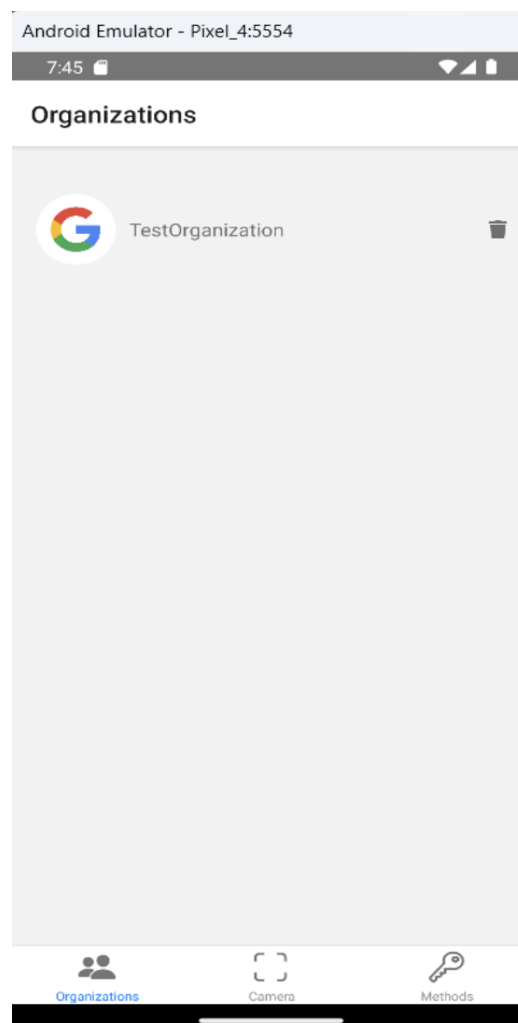 Android Emulator - Pixel_4:5554
7:45
Organizations
TestOrganization
Organizations Camera Methods